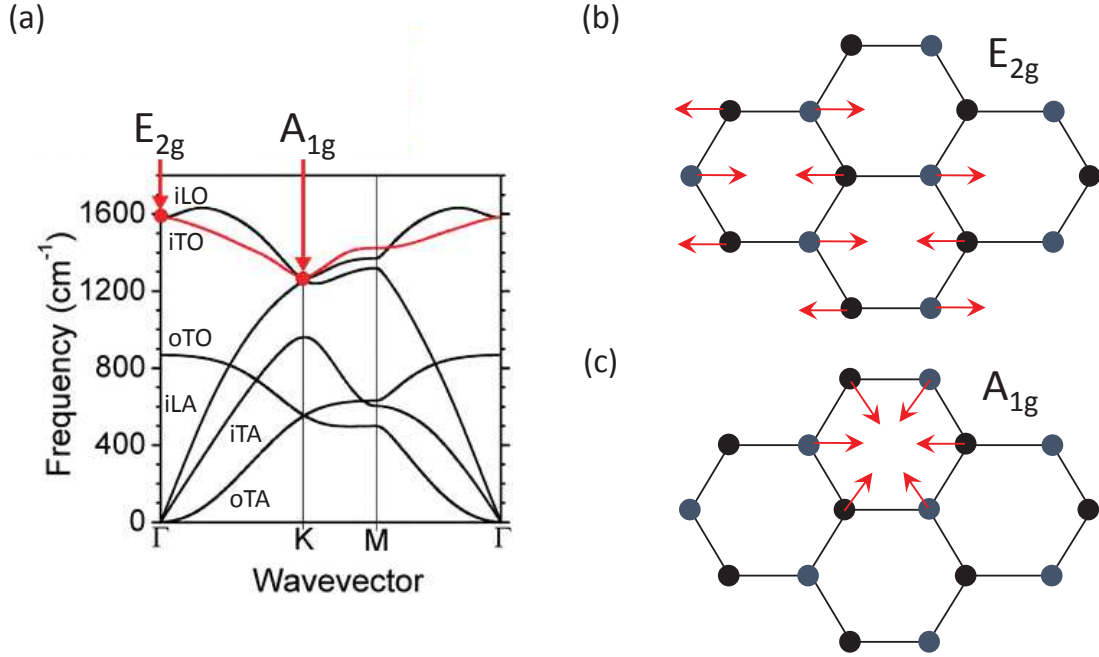 (a)
E2g
A1g
Frequency (cm-1)
1600
1200
800
400
0
iLO
iTO
oTO
iLA
iTA
oTA
Γ
K
M
Γ
Wavevector
(b)
E2g
(c)
A1g